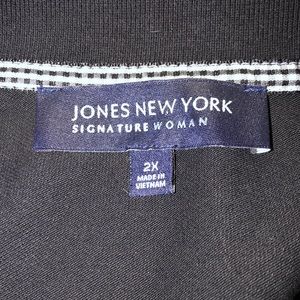 JONES NEW YORK
SIGNATURE WOMAN
2X
MADE IN
VIETNAM